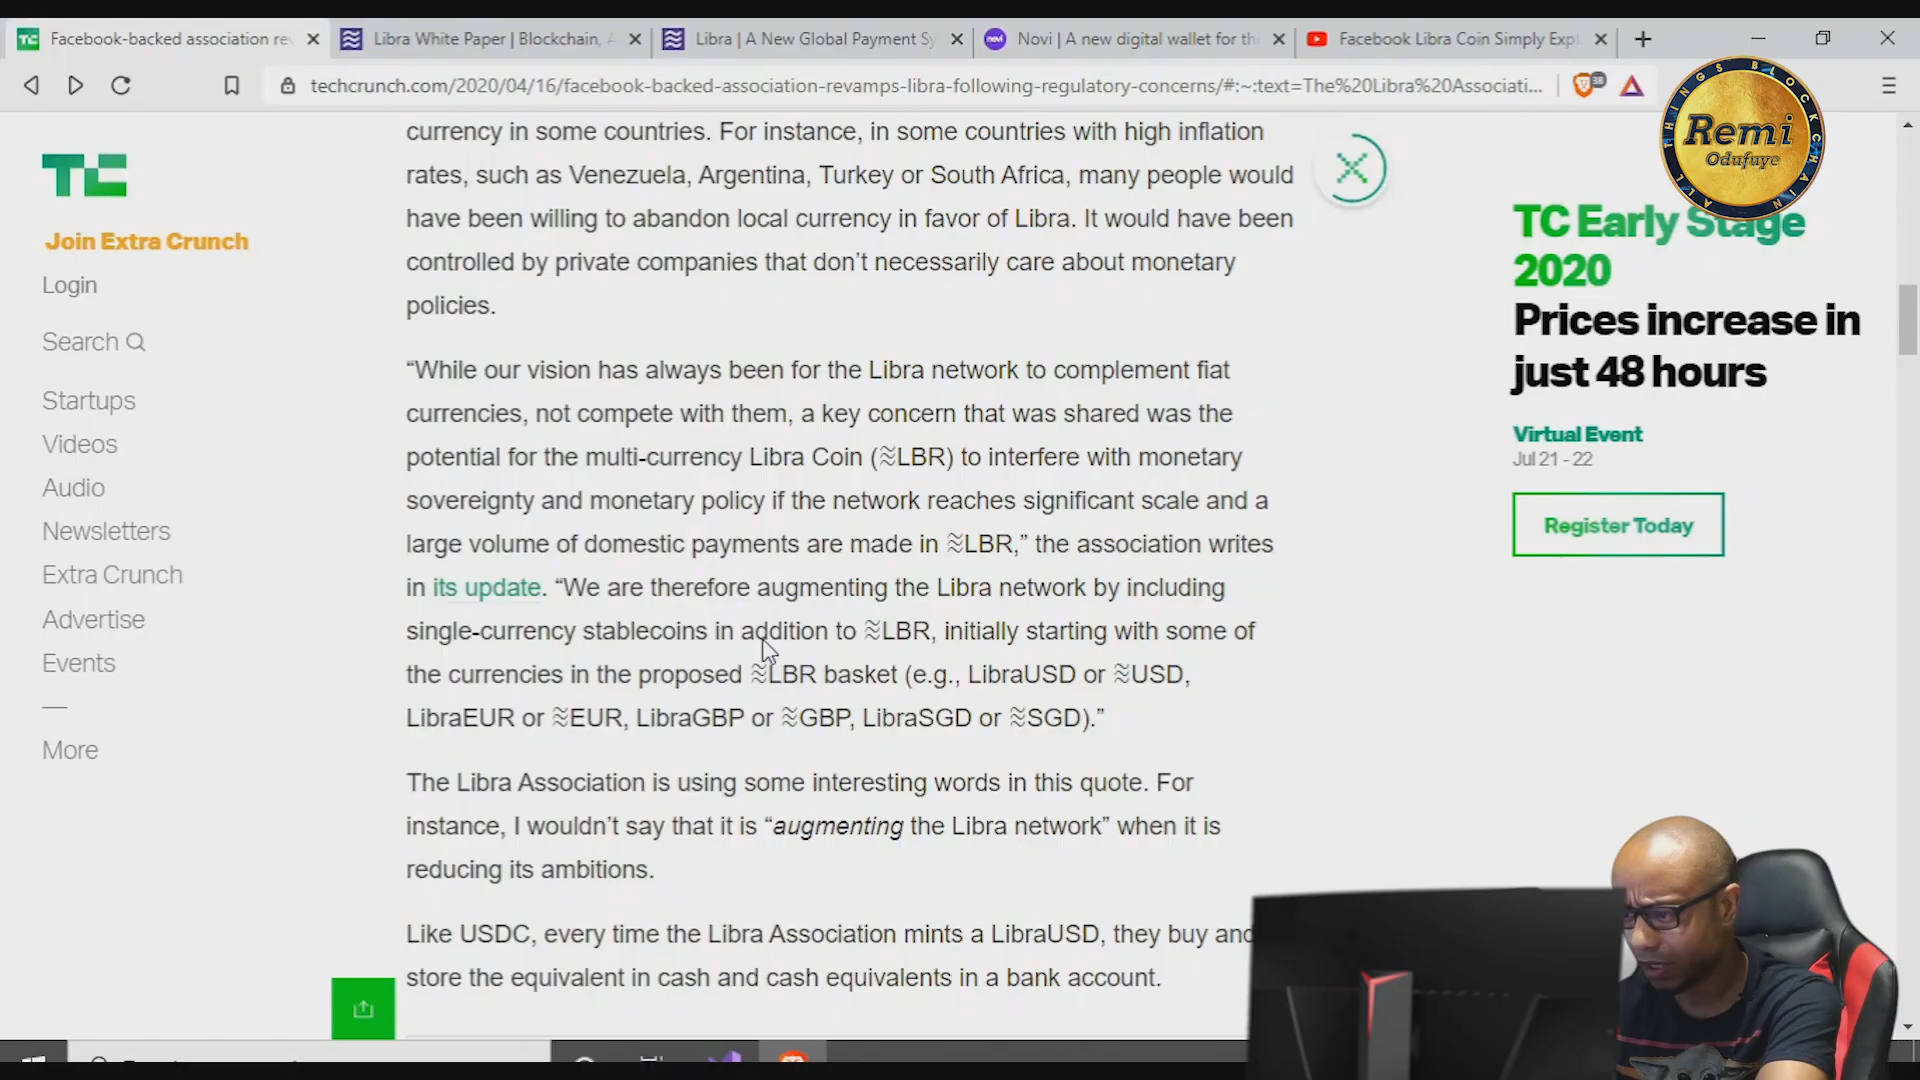 Facebook-backed association re
Libra White Paper | Blockchain, A
Libra | A New Global Payment Sy
novi
Novi | A new digital wallet for th
Facebook Libra Coin Simply Expl
techcrunch.com/2020/04/16/facebook-backed-association-revamps-libra-following-regulatory-concerns/#:~:text=The%20Libra%20Associati...
38
ALL THINGS BLOCKCHAIN
Remi
Odufuye
TC
Join Extra Crunch
Login
Search
Startups
Videos
Audio
Newsletters
Extra Crunch
Advertise
Events
More
currency in some countries. For instance, in some countries with high inflation
rates, such as Venezuela, Argentina, Turkey or South Africa, many people would
have been willing to abandon local currency in favor of Libra. It would have been
controlled by private companies that don’t necessarily care about monetary
policies.
“While our vision has always been for the Libra network to complement fiat
currencies, not compete with them, a key concern that was shared was the
potential for the multi-currency Libra Coin (≋LBR) to interfere with monetary
sovereignty and monetary policy if the network reaches significant scale and a
large volume of domestic payments are made in ≋LBR,” the association writes
in its update. “We are therefore augmenting the Libra network by including
single-currency stablecoins in addition to ≋LBR, initially starting with some of
the currencies in the proposed ≋LBR basket (e.g., LibraUSD or ≋USD,
LibraEUR or ≋EUR, LibraGBP or ≋GBP, LibraSGD or ≋SGD).”
The Libra Association is using some interesting words in this quote. For
instance, I wouldn’t say that it is “augmenting the Libra network” when it is
reducing its ambitions.
Like USDC, every time the Libra Association mints a LibraUSD, they buy and
store the equivalent in cash and cash equivalents in a bank account.
TC Early Stage
2020
Prices increase in
just 48 hours
Virtual Event
Jul 21 - 22
Register Today